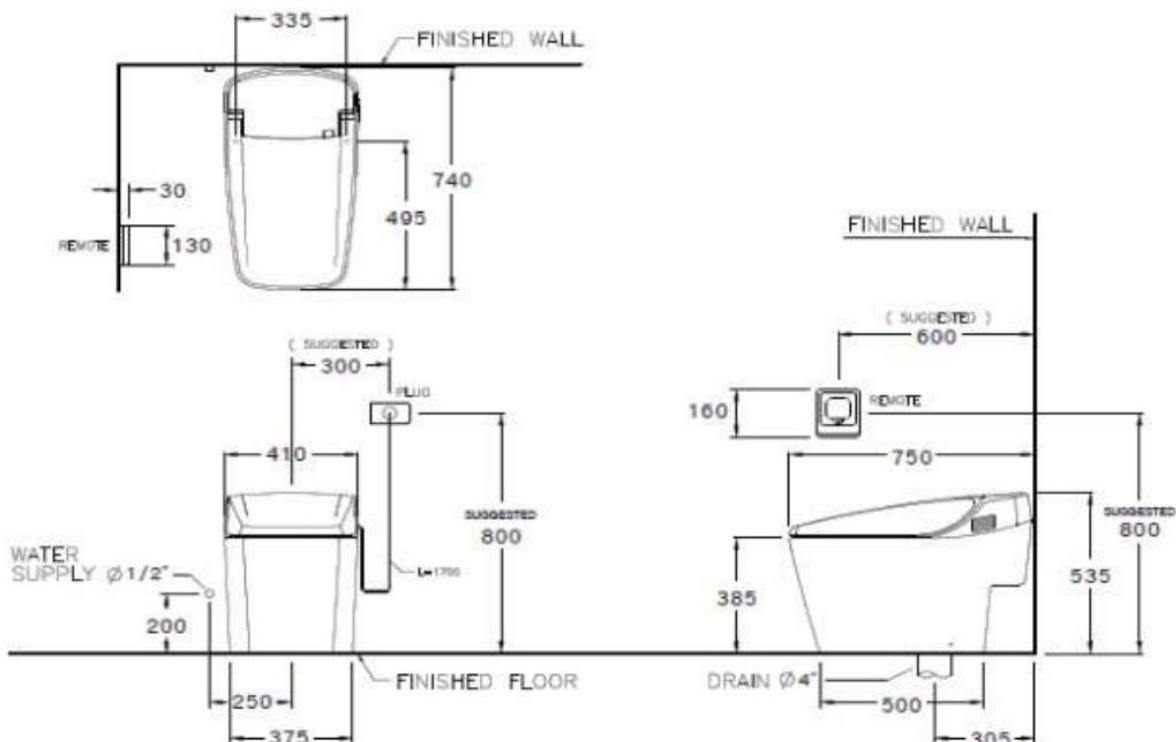 335
FINISHED WALL
30
740
495
REMOTE
130
FINISHED WALL
( SUGGESTED )
300
( SUGGESTED )
600
PLUG
160
REMOTE
410
750
SUGGESTED
800
SUGGESTED
800
WATER
SUPPLY Ø1/2"
L=1700
535
385
200
FINISHED FLOOR
DRAIN Ø4"
250
500
375
305